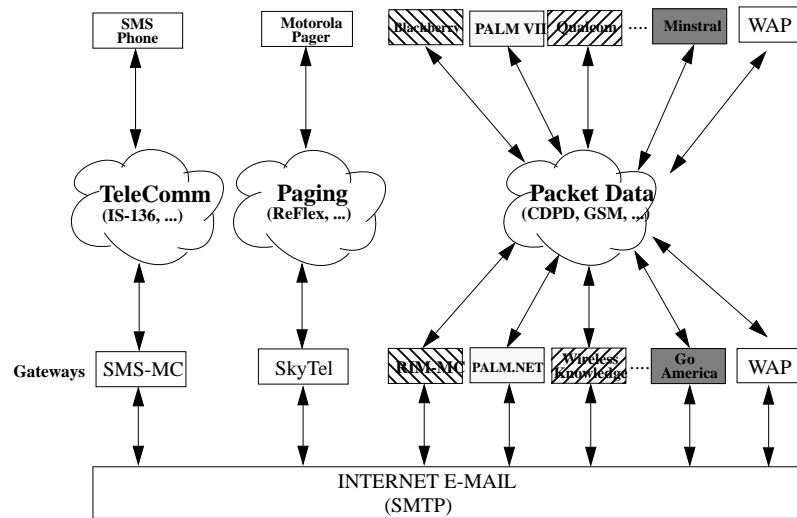 SMS
Phone
Motorola
Pager
Blackberry
PALM VII
Qualcom
....
Minstral
WAP
TeleComm
(IS-136, ...)
Paging
(ReFlex, ...)
Packet Data
(CDPD, GSM, ...)
Gateways
SMS-MC
SkyTel
RIM-MC
PALM.NET
Wireless
Knowledge
....
Go
America
WAP
INTERNET E-MAIL
(SMTP)